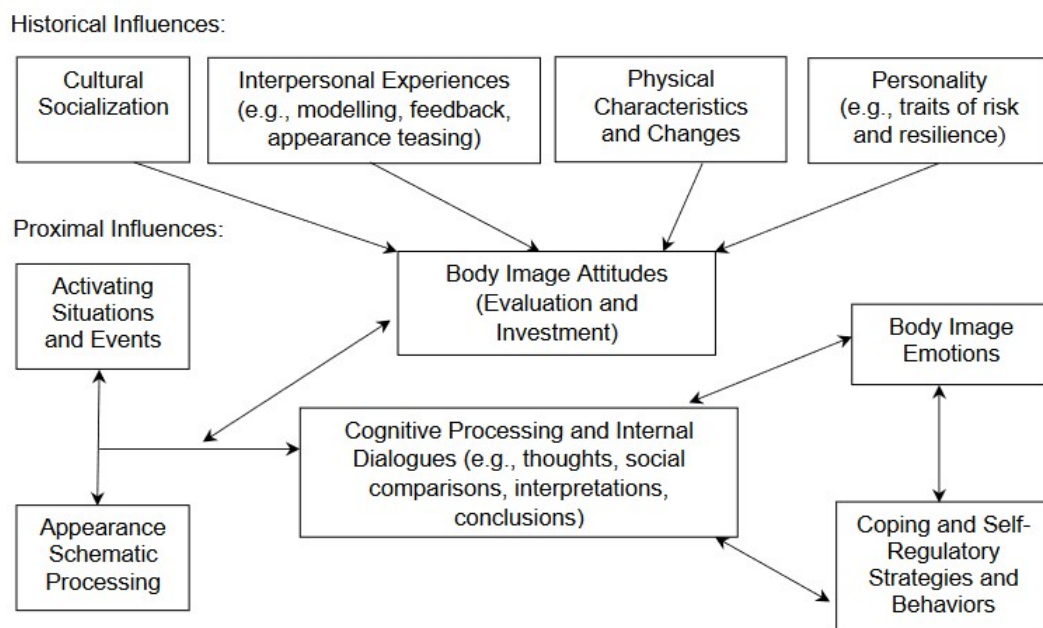 Historical Influences:
Cultural
Socialization
Interpersonal Experiences
(e.g., modelling, feedback,
appearance teasing)
Physical
Characteristics
and Changes
Personality
(e.g., traits of risk
and resilience)
Proximal Influences:
Activating
Situations
and Events
Body Image Attitudes
(Evaluation and
Investment)
Body Image
Emotions
Cognitive Processing and Internal
Dialogues (e.g., thoughts, social
comparisons, interpretations,
conclusions)
Appearance
Schematic
Processing
Coping and Self-
Regulatory
Strategies and
Behaviors